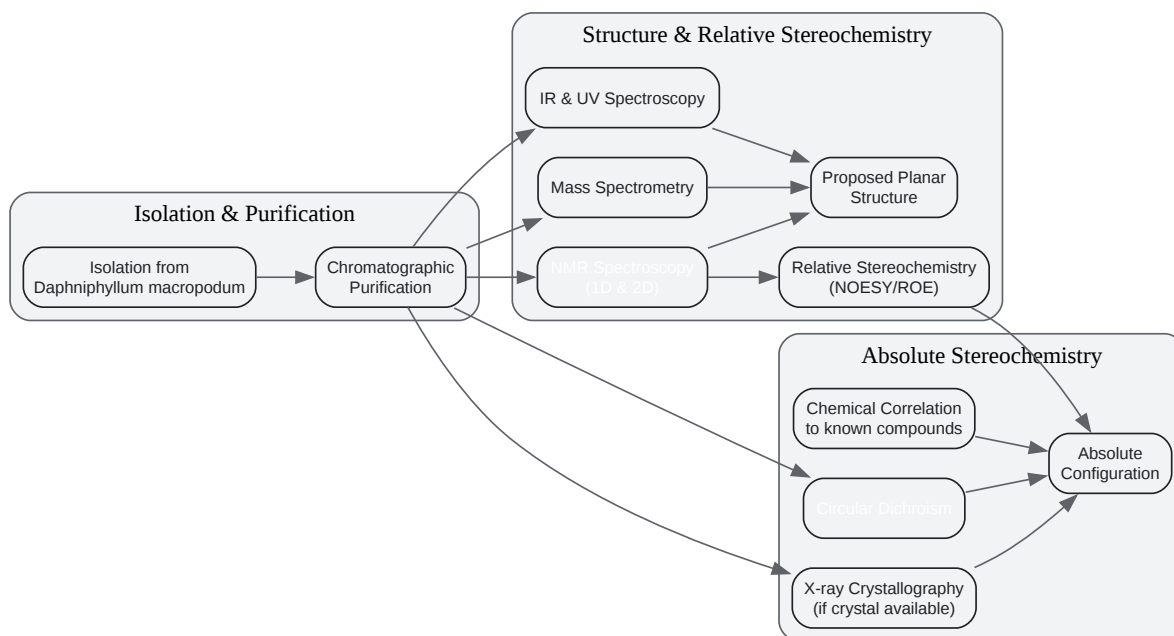 Structure & Relative Stereochemistry
IR & UV Spectroscopy
Mass Spectrometry
Proposed Planar
Structure
Isolation & Purification
Isolation from
Daphniphyllum macropodum
Chromatographic
Purification
NMR Spectroscopy
(1D & 2D)
Relative Stereochemistry
(NOESY/ROE)
Absolute Stereochemistry
Chemical Correlation
to known compounds
Absolute
Configuration
Circular Dichroism
X-ray Crystallography
(if crystal available)